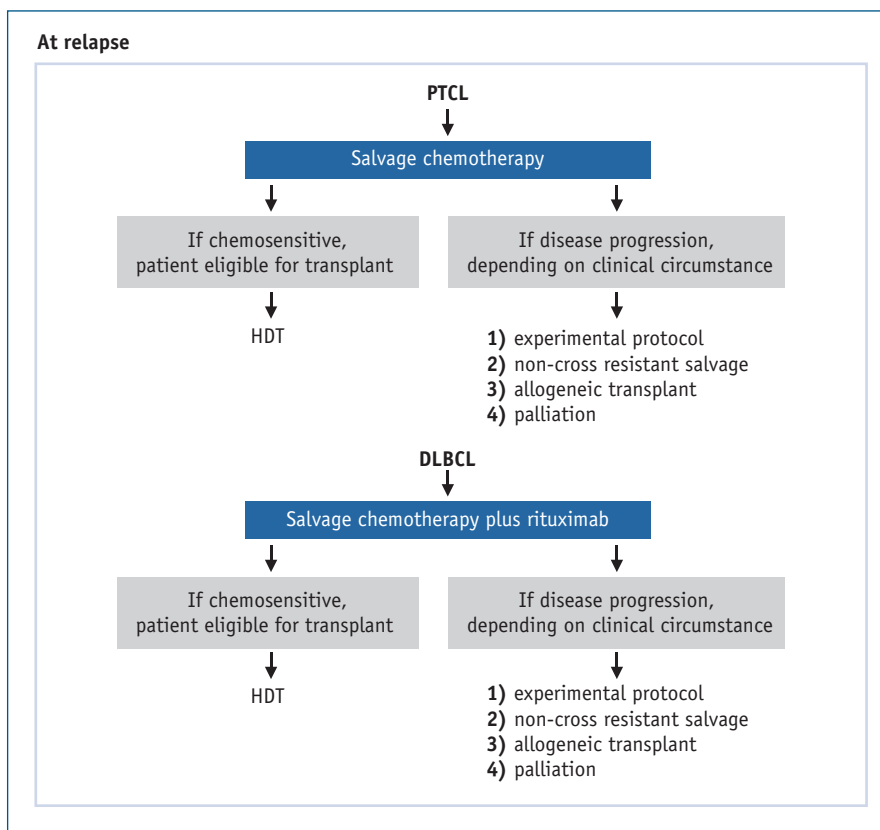 At relapse
PTCL
Salvage chemotherapy
If chemosensitive,
patient eligible for transplant
If disease progression,
depending on clinical circumstance
HDT
1) experimental protocol
2) non-cross resistant salvage
3) allogeneic transplant
4) palliation
DLBCL
Salvage chemotherapy plus rituximab
If chemosensitive,
patient eligible for transplant
If disease progression,
depending on clinical circumstance
HDT
1) experimental protocol
2) non-cross resistant salvage
3) allogeneic transplant
4) palliation